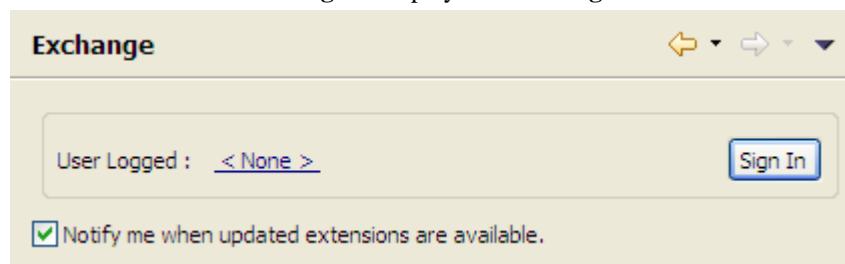 Exchange
User Logged : < None > Sign In
Notify me when updated extensions are available.